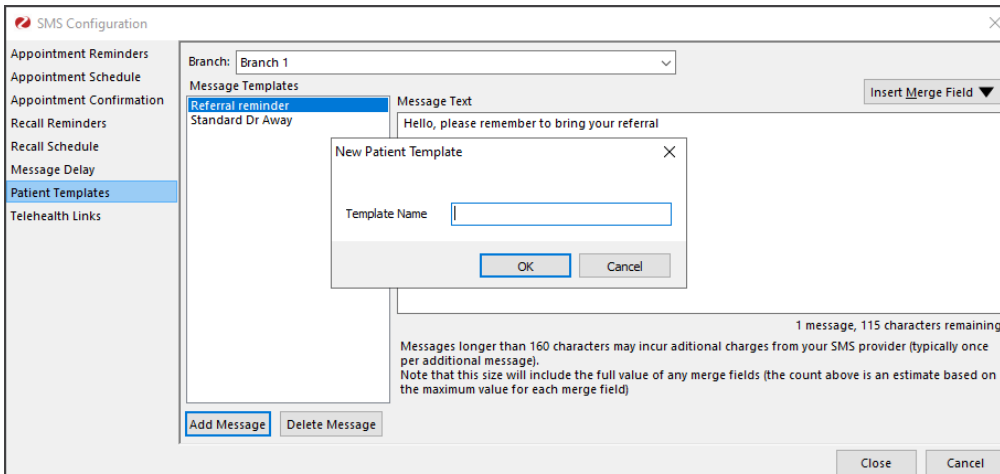 SMS Configuration
Appointment Reminders
Appointment Schedule
Appointment Confirmation
Recall Reminders
Recall Schedule
Message Delay
Patient Templates
Telehealth Links
Branch: Branch 1
Message Templates
Referral reminder
Standard Dr Away
Insert Merge Field ▼
Message Text
Hello, please remember to bring your referral
New Patient Template
Template Name
OK Cancel
1 message, 115 characters remaining
Messages longer than 160 characters may incur aditional charges from your SMS provider (typically once
per additional message).
Note that this size will include the full value of any merge fields (the count above is an estimate based on
the maximum value for each merge field)
Add Message Delete Message
Close Cancel